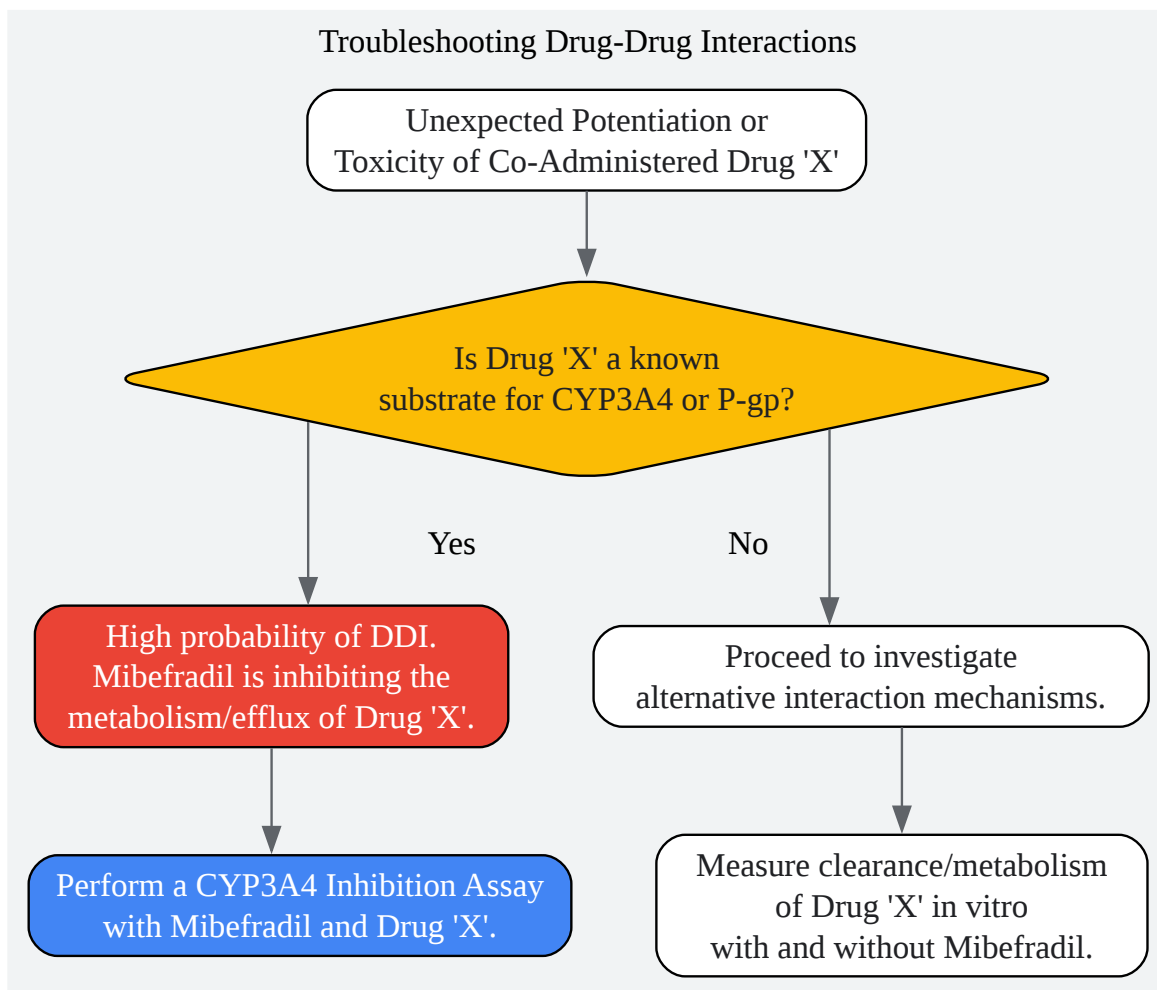 Troubleshooting Drug-Drug Interactions
Unexpected Potentiation or
Toxicity of Co-Administered Drug 'X'
Is Drug 'X' a known
substrate for CYP3A4 or P-gp?
Yes
No
High probability of DDI.
Mibefradil is inhibiting the
metabolism/efflux of Drug 'X'.
Proceed to investigate
alternative interaction mechanisms.
Perform a CYP3A4 Inhibition Assay
with Mibefradil and Drug 'X'.
Measure clearance/metabolism
of Drug 'X' in vitro
with and without Mibefradil.